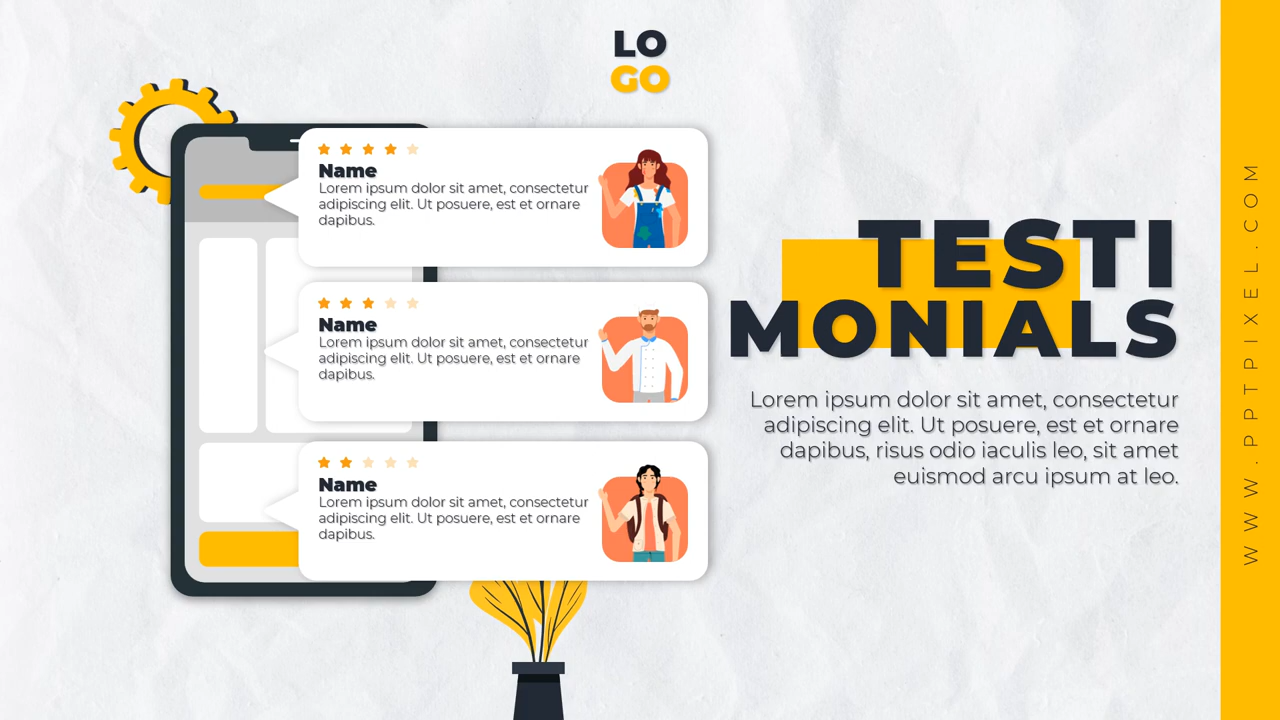 LO
GO
Name
Lorem ipsum dolor sit amet, consectetur
adipiscing elit. Ut posuere, est et ornare
dapibus.
Name
Lorem ipsum dolor sit amet, consectetur
adipiscing elit. Ut posuere, est et ornare
dapibus.
Name
Lorem ipsum dolor sit amet, consectetur
adipiscing elit. Ut posuere, est et ornare
dapibus.
TESTI
MONIALS
Lorem ipsum dolor sit amet, consectetur
adipiscing elit. Ut posuere, est et ornare
dapibus, risus odio iaculis leo, sit amet
euismod arcu ipsum at leo.
WWW.PPTPIXEL.COM